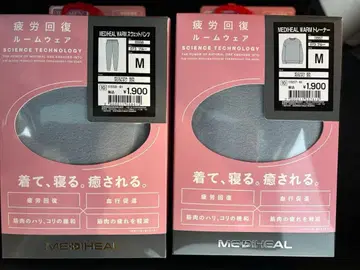 疲労回復
ルームウェア
SCIENCE TECHNOLOGY
MEDIHEAL WARMスウェットパンツ
M
¥1,900
着て、寝る。癒される。
疲労回復
血行促進
筋肉のハリ、コリの緩和
筋肉の疲れを軽減
MEDIHEAL
疲労回復
ルームウェア
SCIENCE TECHNOLOGY
MEDIHEAL WARMトレーナー
M
¥1,900
着て、寝る。癒される。
疲労回復
血行促進
筋肉のハリ、コリの緩和
筋肉の疲れを軽減
MEDIHEAL